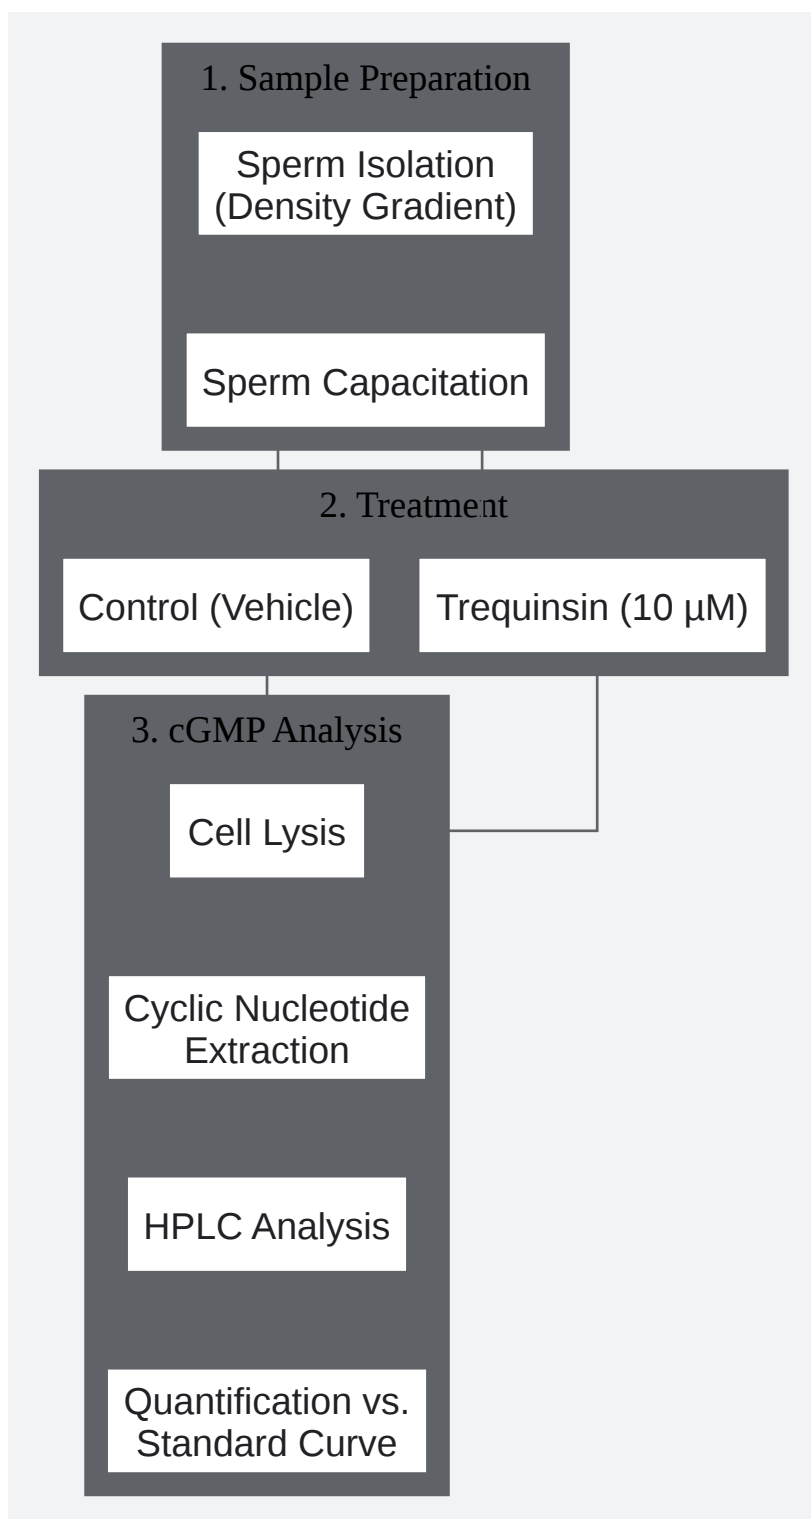 1. Sample Preparation
Sperm Isolation
(Density Gradient)
Sperm Capacitation
2. Treatment
Control (Vehicle)
Trequinsin (10 µM)
3. cGMP Analysis
Cell Lysis
Cyclic Nucleotide
Extraction
HPLC Analysis
Quantification vs.
Standard Curve